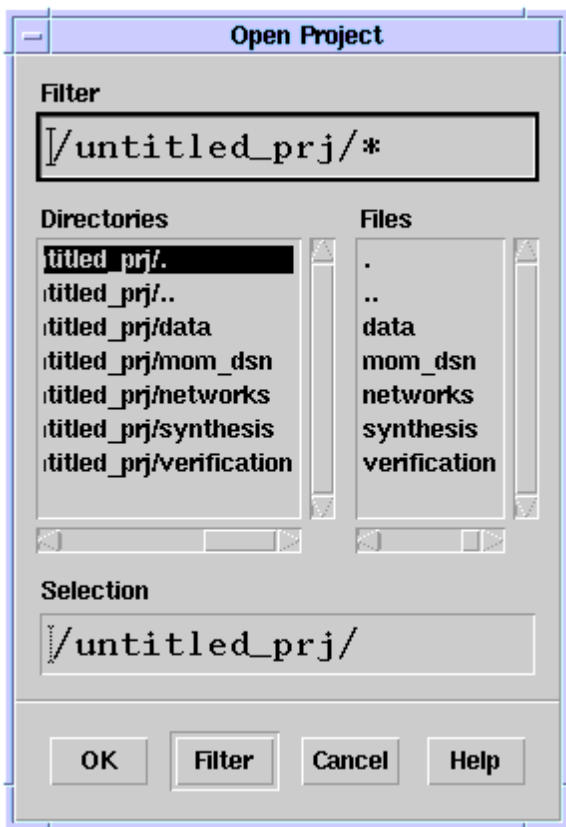 Open Project
Filter
/untitled_prj/*
Directories
titled_prj/.
titled_prj/..
titled_prj/data
titled_prj/mom_dsn
titled_prj/networks
titled_prj/synthesis
titled_prj/verification
Files
.
..
data
mom_dsn
networks
synthesis
verification
Selection
/untitled_prj/
OK
Filter
Cancel
Help